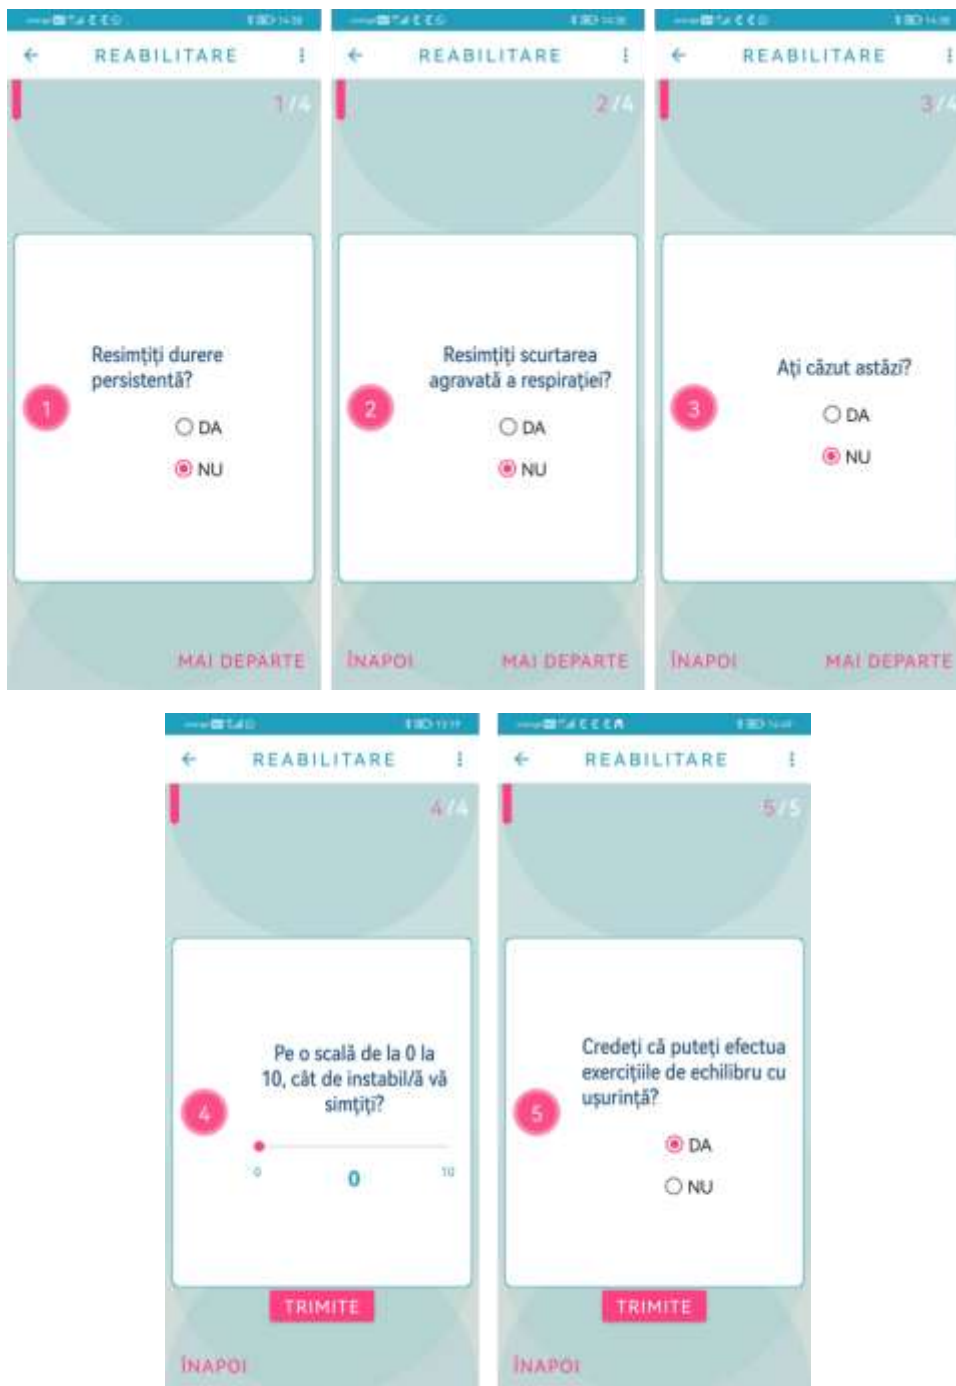 REABILITARE
1/4
1
Resimțiți durere
persistentă?
DA
NU
MAI DEPARTE
REABILITARE
2/4
2
Resimțiți scurtarea
agravată a respirației?
DA
NU
ÎNAPOI
MAI DEPARTE
REABILITARE
3/4
3
Ați căzut astăzi?
DA
NU
ÎNAPOI
MAI DEPARTE
REABILITARE
4/4
4
Pe o scală de la 0 la
10, cât de instabil/ă vă
simțiți?
0
0
10
TRIMITE
ÎNAPOI
REABILITARE
5/5
5
Credeți că puteți efectua
exercițiile de echilibru cu
ușurință?
DA
NU
TRIMITE
ÎNAPOI